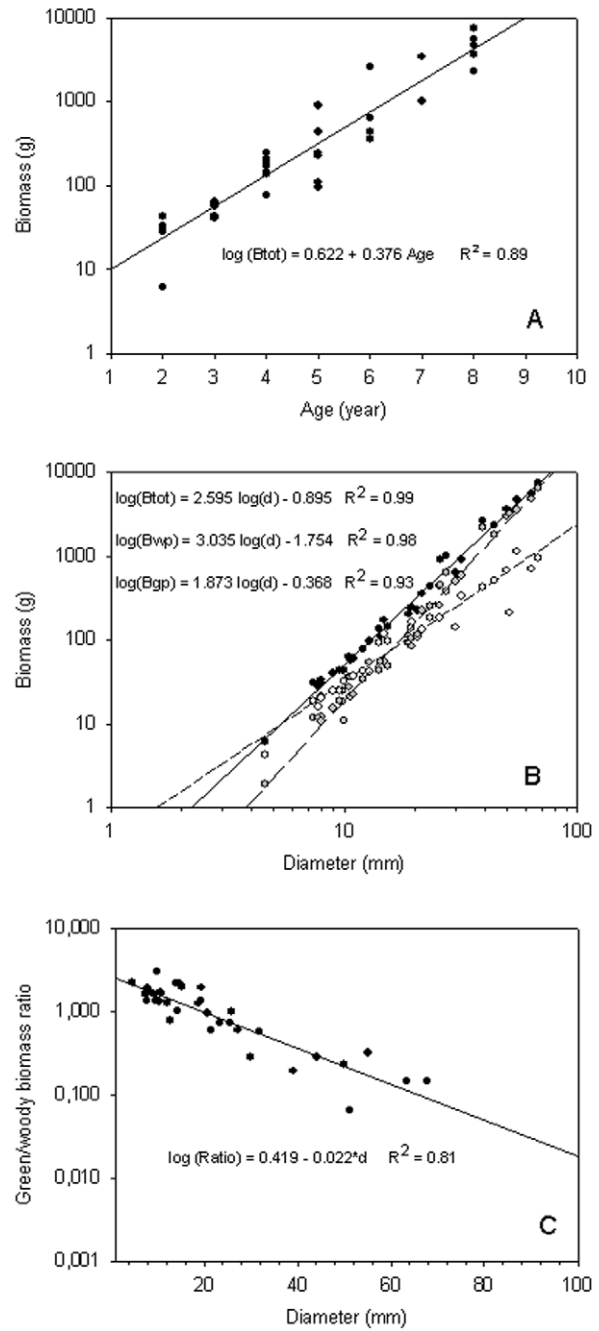 10000
1000
100
10
1
Biomass (g)
log (Btot) = 0.622 + 0.376 Age R² = 0.89
A
1 2 3 4 5 6 7 8 9 10
Age (year)
10000
1000
100
10
1
Biomass (g)
log(Btot) = 2.595 log(d) - 0.895 R² = 0.99
log(Bwp) = 3.035 log(d) - 1.754 R² = 0.98
log(Bgp) = 1.873 log(d) - 0.368 R² = 0.93
B
1 10 100
Diameter (mm)
10,000
1,000
0,100
0,010
0,001
Green/woody biomass ratio
log (Ratio) = 0.419 - 0.022*d R² = 0.81
C
20 40 60 80 100
Diameter (mm)